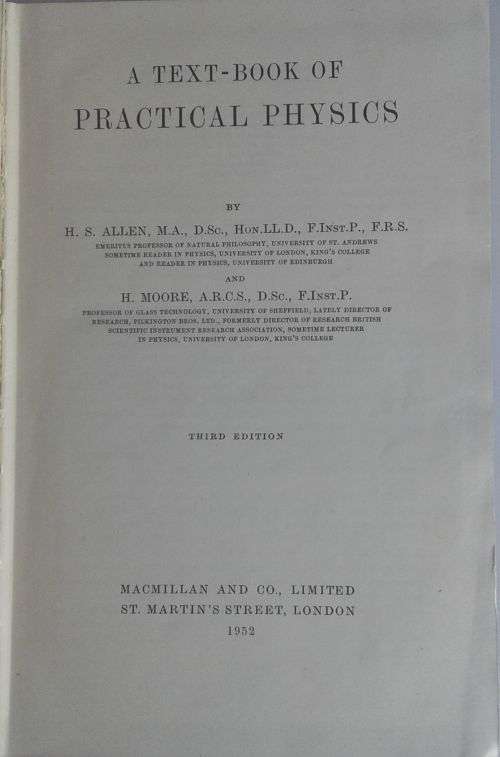 A TEXT-BOOK OF
PRACTICAL PHYSICS
BY
H. S. ALLEN, M.A., D.Sc., Hon.LL.D., F.Inst.P., F.R.S.
EMERITUS PROFESSOR OF NATURAL PHILOSOPHY, UNIVERSITY OF ST. ANDREWS
SOMETIME READER IN PHYSICS, UNIVERSITY OF LONDON, KING'S COLLEGE
AND READER IN PHYSICS, UNIVERSITY OF EDINBURGH
AND
H. MOORE, A.R.C.S., D.Sc., F.Inst.P.
PROFESSOR OF GLASS TECHNOLOGY, UNIVERSITY OF SHEFFIELD, LATELY DIRECTOR OF
RESEARCH, PILKINGTON BROS. LTD., FORMERLY DIRECTOR OF RESEARCH BRITISH
SCIENTIFIC INSTRUMENT RESEARCH ASSOCIATION, SOMETIME LECTURER
IN PHYSICS, UNIVERSITY OF LONDON, KING'S COLLEGE
THIRD EDITION
MACMILLAN AND CO., LIMITED
ST. MARTIN'S STREET, LONDON
1952